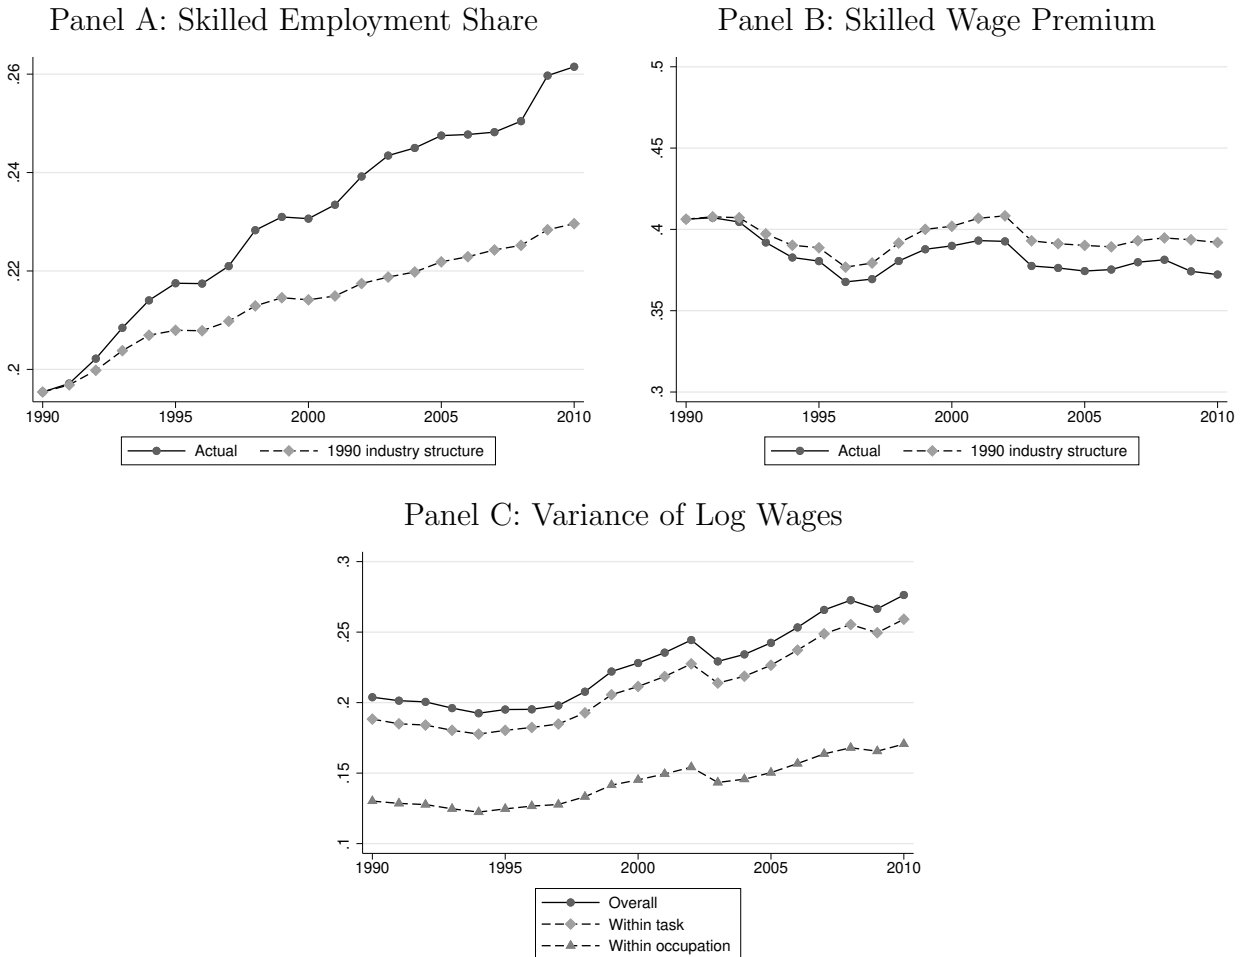 Panel A: Skilled Employment Share
.26
.24
.22
.2
1990 1995 2000 2005 2010
Actual 1990 industry structure
Panel B: Skilled Wage Premium
.5
.45
.4
.35
.3
1990 1995 2000 2005 2010
Actual 1990 industry structure
Panel C: Variance of Log Wages
.3
.25
.2
.15
.1
1990 1995 2000 2005 2010
Overall
Within task
Within occupation